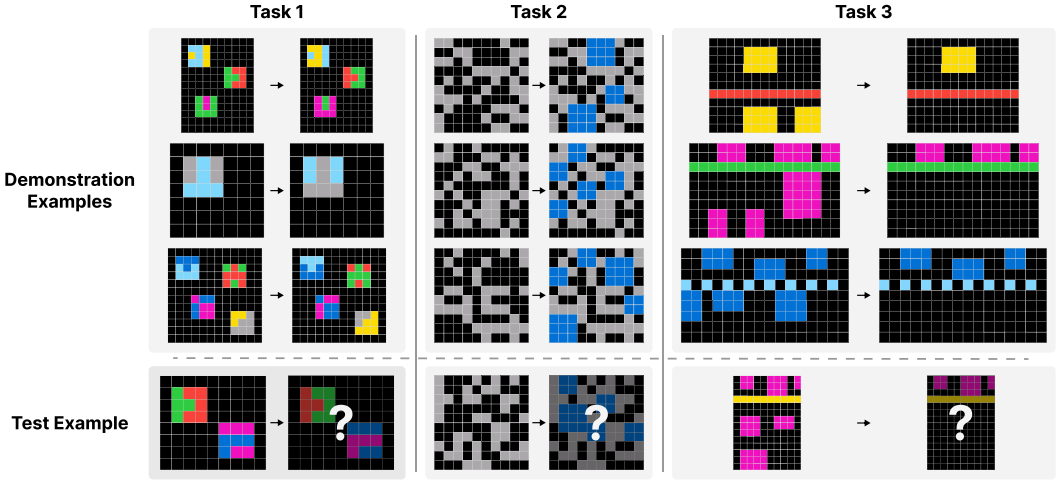 Task 1
Task 2
Task 3
Demonstration
Examples
Test Example
?
?
?